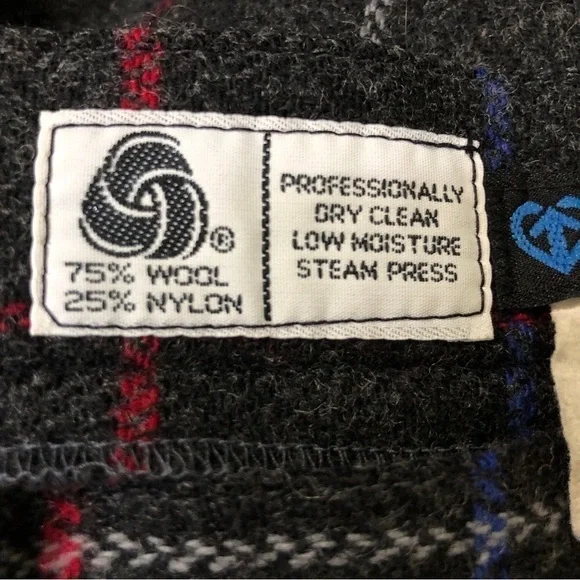 ®
75% WOOL
25% NYLON
PROFESSIONALLY
DRY CLEAN
LOW MOISTURE
STEAM PRESS